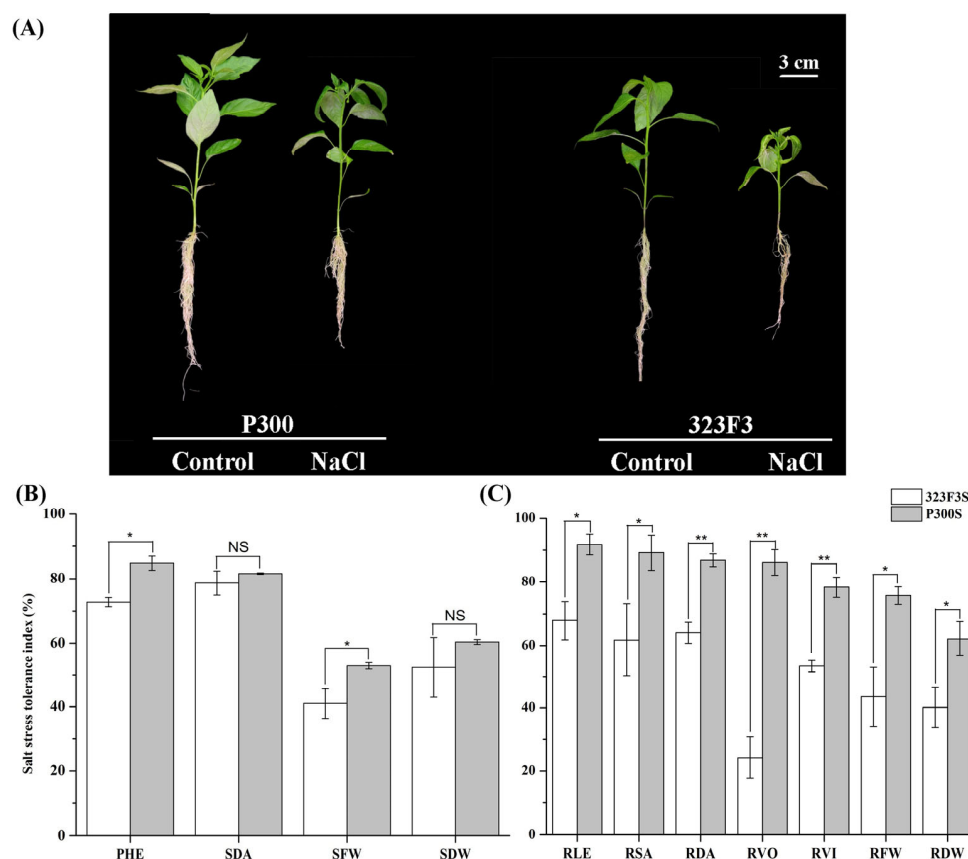 (A)
3 cm
P300
323F3
Control
NaCl
Control
NaCl
(B)
(C)
323F3S
P300S
Salt stress tolerance index (%)
100
80
60
40
20
0
*
NS
*
NS
PHE
SDA
SFW
SDW
100
80
60
40
20
0
*
*
**
**
**
*
*
RLE
RSA
RDA
RVO
RVI
RFW
RDW